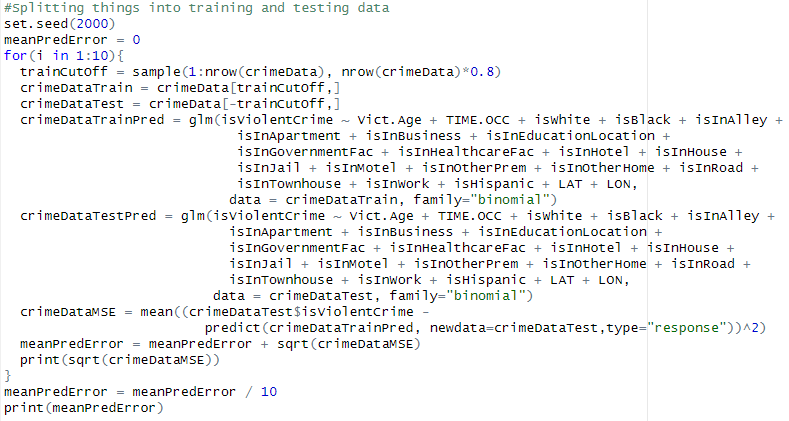 #Splitting things into training and testing data
set.seed(2000)
meanPredError = 0
for(i in 1:10){
  trainCutOff = sample(1:nrow(crimeData), nrow(crimeData)*0.8)
  crimeDataTrain = crimeData[trainCutOff,]
  crimeDataTest = crimeData[-trainCutOff,]
  crimeDataTrainPred = glm(isViolentCrime ~ Vict.Age + TIME.OCC + isWhite + isBlack + isInAlley +
                             isInApartment + isInBusiness + isInEducationLocation +
                             isInGovernmentFac + isInHealthcareFac + isInHotel + isInHouse +
                             isInJail + isInMotel + isInOtherPrem + isInOtherHome + isInRoad +
                             isInTownhouse + isInWork + isHispanic + LAT + LON,
                            data = crimeDataTrain, family="binomial")
  crimeDataTestPred = glm(isViolentCrime ~ Vict.Age + TIME.OCC + isWhite + isBlack + isInAlley +
                            isInApartment + isInBusiness + isInEducationLocation +
                            isInGovernmentFac + isInHealthcareFac + isInHotel + isInHouse +
                            isInJail + isInMotel + isInOtherPrem + isInOtherHome + isInRoad +
                            isInTownhouse + isInWork + isHispanic + LAT + LON,
                          data = crimeDataTest, family="binomial")
  crimeDataMSE = mean((crimeDataTest$isViolentCrime -
                         predict(crimeDataTrainPred, newdata=crimeDataTest,type="response"))^2)
  meanPredError = meanPredError + sqrt(crimeDataMSE)
  print(sqrt(crimeDataMSE))
}
meanPredError = meanPredError / 10
print(meanPredError)